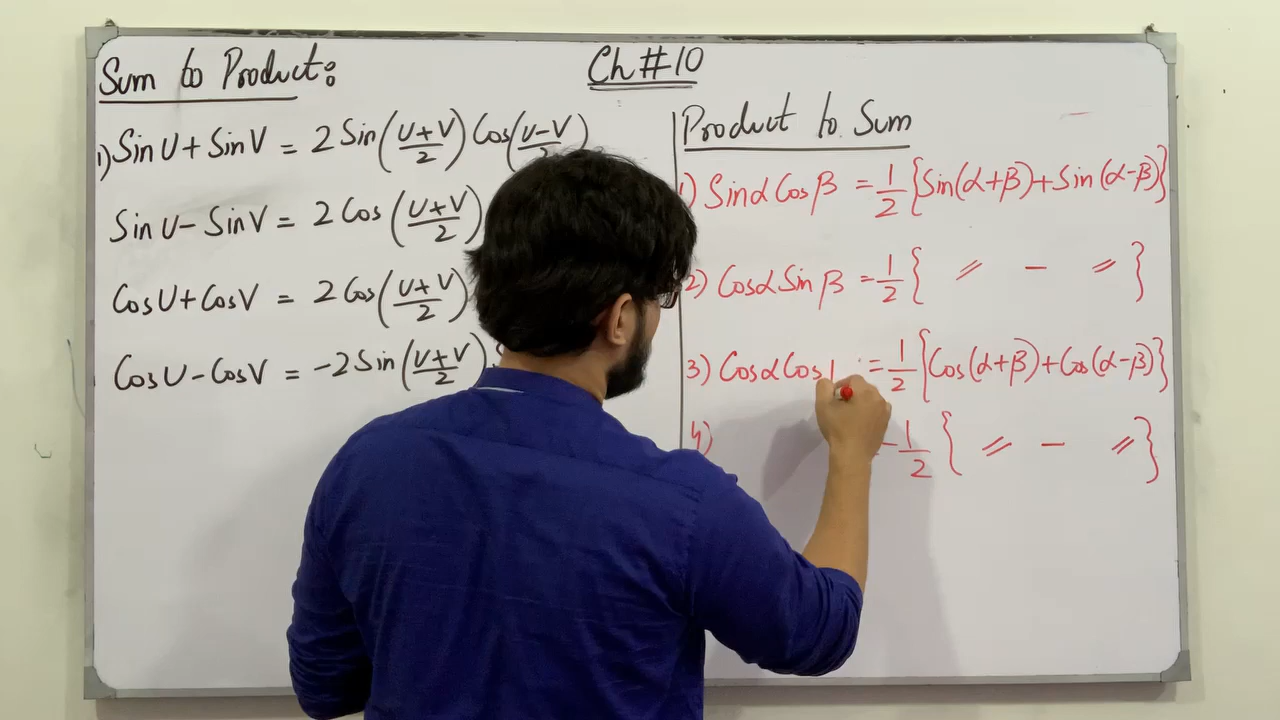 Sum to Product:
1) Sin U + Sin V = 2 Sin(U+V/2) Cos(U-V/2)
Sin U - Sin V = 2 Cos(U+V/2)
Cos U + Cos V = 2 Cos(U+V/2)
Cos U - Cos V = -2 Sin(U+V/2)
Ch # 10
Product to Sum
1) Sinα Cosβ = 1/2 {Sin(α+β) + Sin(α-β)}
2) Cosα Sinβ = 1/2 { 〃 - 〃 }
3) Cosα Cos = 1/2 {Cos(α+β) + Cos(α-β)}
4) -1/2 { 〃 - 〃 }